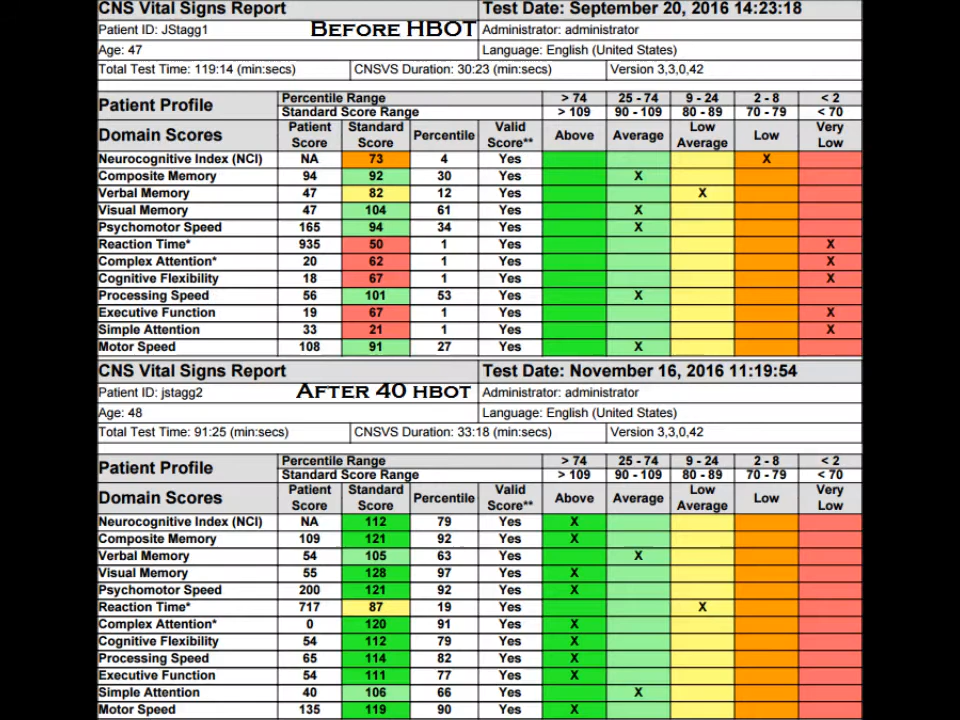 CNS Vital Signs Report Test Date: September 20, 2016 14:23:18
Patient ID: JStagg1 BEFORE HBOT Administrator: administrator
Age: 47 Language: English (United States)
Total Test Time: 119:14 (min:secs) CNSVS Duration: 30:23 (min:secs) Version 3,3,0,42
Patient Profile Percentile Range > 74 25 - 74 9 - 24 2 - 8 < 2
Standard Score Range > 109 90 - 109 80 - 89 70 - 79 < 70
Domain Scores Patient Score Standard Score Percentile Valid Score** Above Average Low Average Low Very Low
Neurocognitive Index (NCI) NA 73 4 Yes X
Composite Memory 94 92 30 Yes X
Verbal Memory 47 82 12 Yes X
Visual Memory 47 104 61 Yes X
Psychomotor Speed 165 94 34 Yes X
Reaction Time* 935 50 1 Yes X
Complex Attention* 20 62 1 Yes X
Cognitive Flexibility 18 67 1 Yes X
Processing Speed 56 101 53 Yes X
Executive Function 19 67 1 Yes X
Simple Attention 33 21 1 Yes X
Motor Speed 108 91 27 Yes X
CNS Vital Signs Report Test Date: November 16, 2016 11:19:54
Patient ID: jstagg2 AFTER 40 HBOT Administrator: administrator
Age: 48 Language: English (United States)
Total Test Time: 91:25 (min:secs) CNSVS Duration: 33:18 (min:secs) Version 3,3,0,42
Patient Profile Percentile Range > 74 25 - 74 9 - 24 2 - 8 < 2
Standard Score Range > 109 90 - 109 80 - 89 70 - 79 < 70
Domain Scores Patient Score Standard Score Percentile Valid Score** Above Average Low Average Low Very Low
Neurocognitive Index (NCI) NA 112 79 Yes X
Composite Memory 109 121 92 Yes X
Verbal Memory 54 105 63 Yes X
Visual Memory 55 128 97 Yes X
Psychomotor Speed 200 121 92 Yes X
Reaction Time* 717 87 19 Yes X
Complex Attention* 0 120 91 Yes X
Cognitive Flexibility 54 112 79 Yes X
Processing Speed 65 114 82 Yes X
Executive Function 54 111 77 Yes X
Simple Attention 40 106 66 Yes X
Motor Speed 135 119 90 Yes X